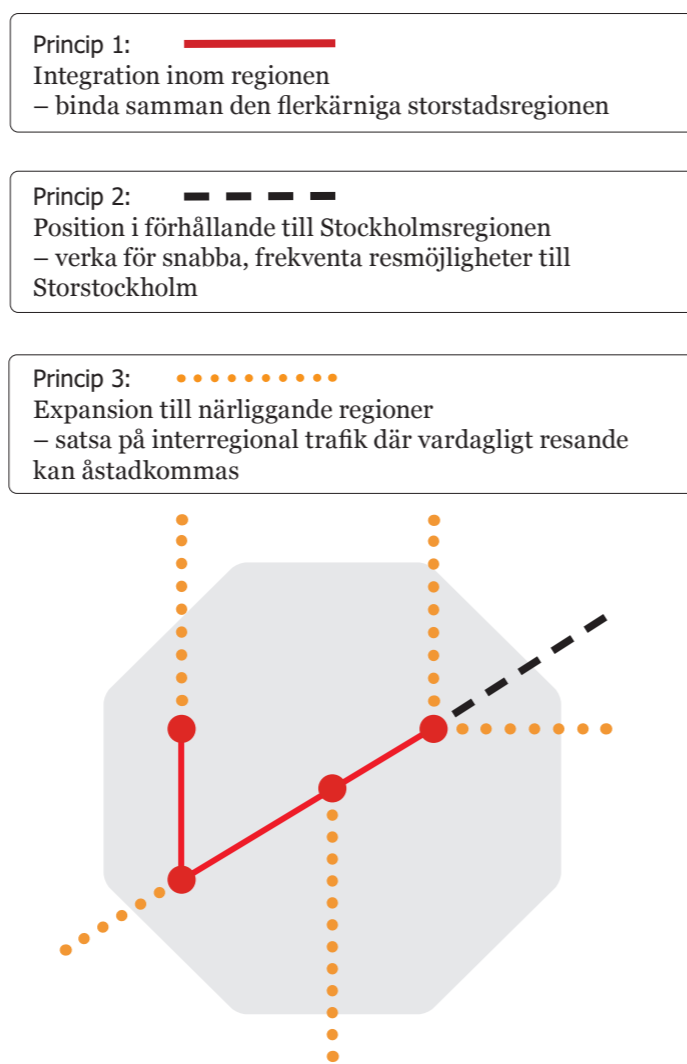 Princip 1:
Integration inom regionen
– binda samman den flerkärniga storstadsregionen
Princip 2:
Position i förhållande till Stockholmsregionen
– verka för snabba, frekventa resmöjligheter till
Storstockholm
Princip 3:
Expansion till närliggande regioner
– satsa på interregional trafik där vardagligt resande
kan åstadkommas